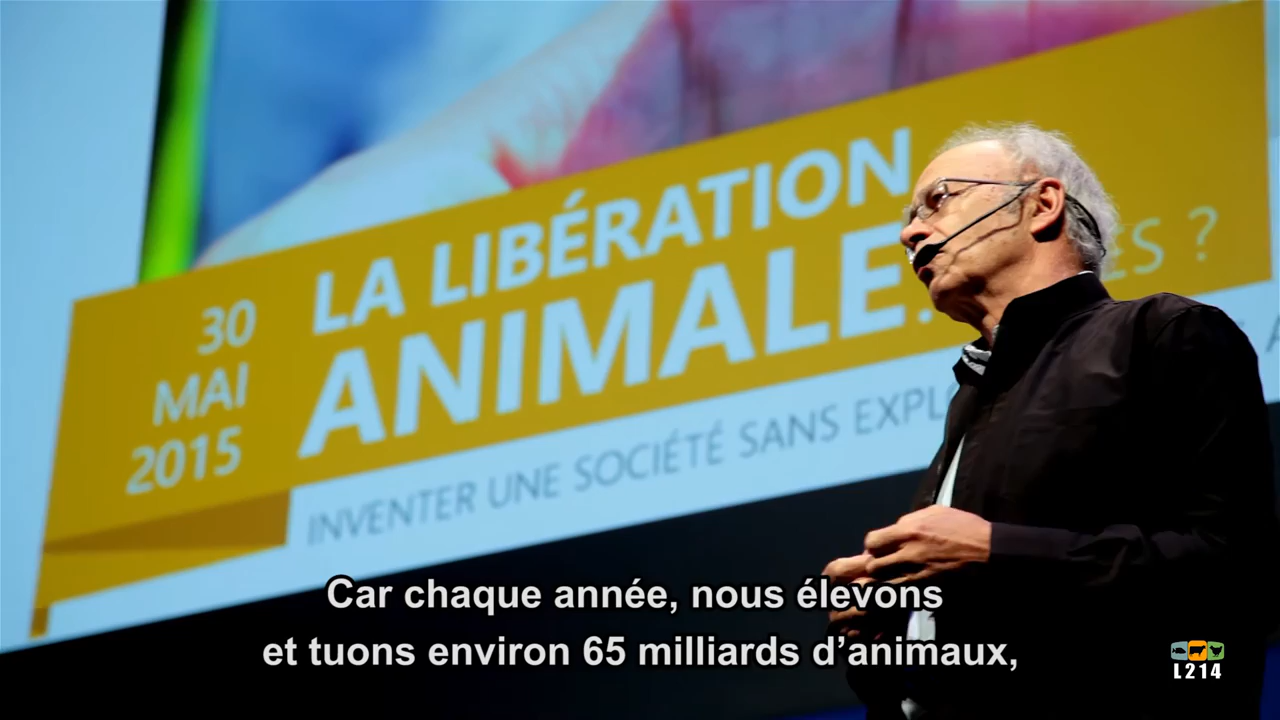 30
MAI
2015
LA LIBÉRATION
ANIMALE
ES ?
INVENTER UNE SOCIÉTÉ SANS
Car chaque année, nous élevons
et tuons environ 65 milliards d’animaux,
L214